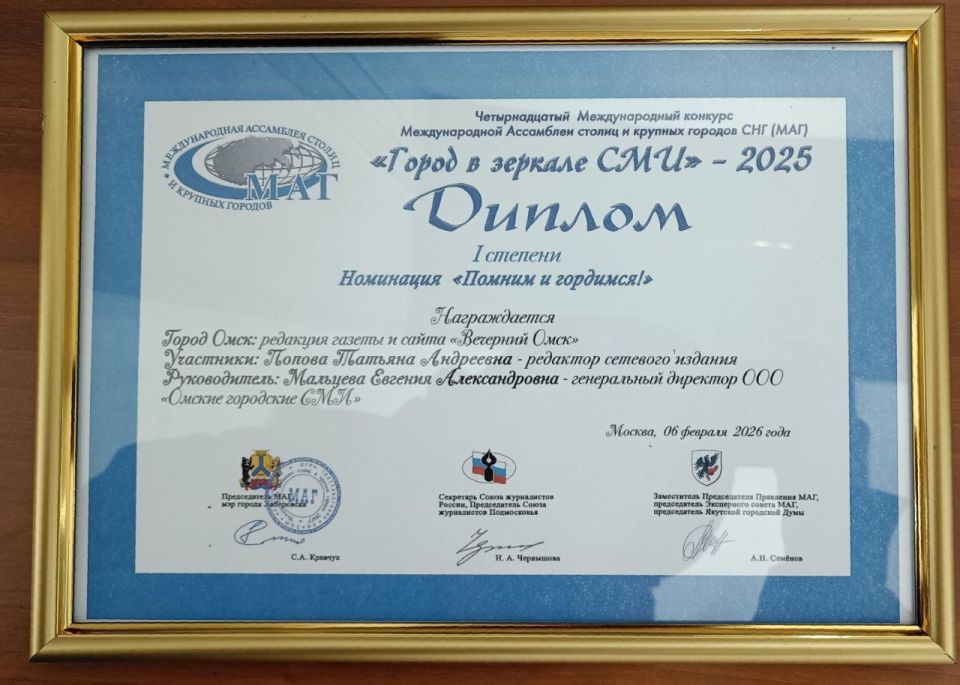 Четырнадцатый Международный конкурс
Международной Ассамблеи столиц и крупных городов СНГ (МАГ)
«Город в зеркале СМИ» – 2025
МЕЖДУНАРОДНАЯ АССАМБЛЕЯ СТОЛИЦ
И КРУПНЫХ ГОРОДОВ
МАГ
Диплом
I степени
Номинация «Помним и гордимся!»
Награждается
Город Омск: редакция газеты и сайта «Вечерний Омск»
Участники: Попова Татьяна Андреевна - редактор сетевого издания
Руководитель: Мальцева Евгения Александровна - генеральный директор ООО
«Омские городские СМИ»
Москва, 06 февраля 2026 года
Председатель МАГ,
мэр города Хабаровска
МАГ
С.А. Кравчук
Секретарь Союза журналистов
России, Председатель Союза
журналистов Подмосковья
Н. А. Чернышова
Заместитель Председателя Правления МАГ,
председатель Эксперного совета МАГ,
председатель Якутской городской Думы
А.Н. Семёнов